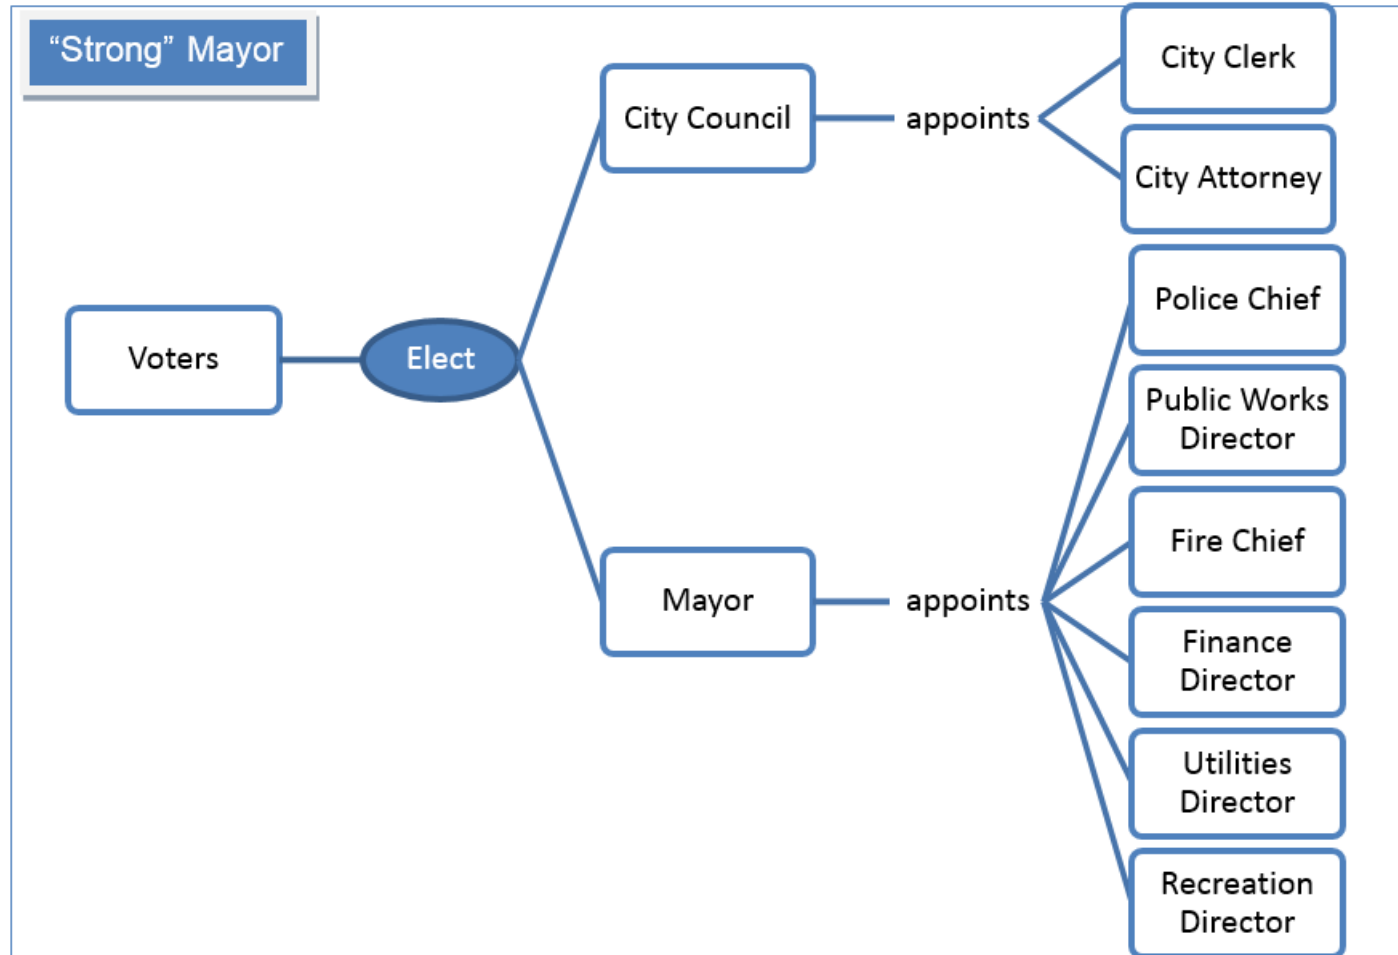 “Strong” Mayor
City Clerk
City Council
appoints
City Attorney
Police Chief
Voters
Elect
Public Works
Director
Fire Chief
Mayor
appoints
Finance
Director
Utilities
Director
Recreation
Director